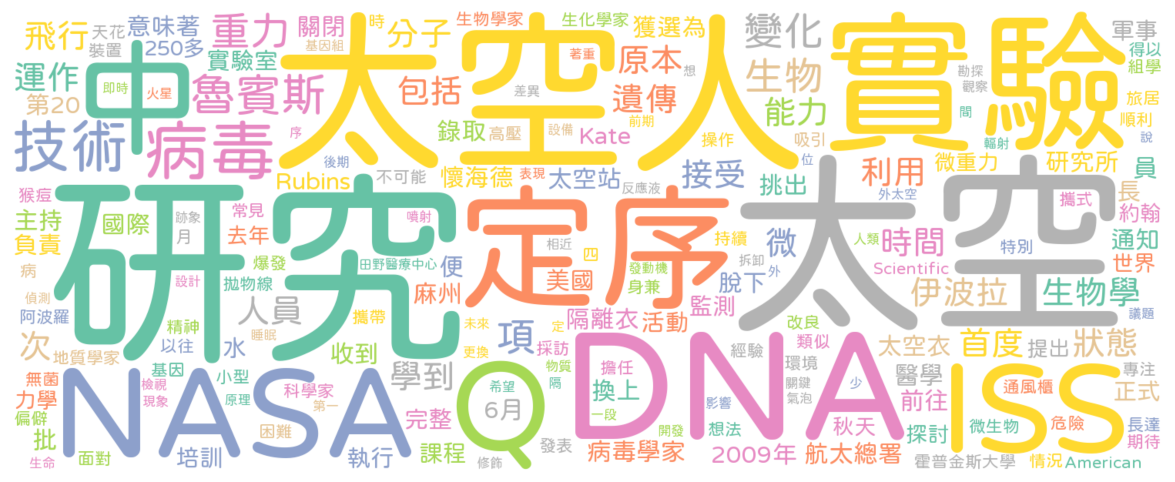 太空人
實驗
研究
定序
太空
NASA
DNA
ISS
Q
中
病毒
技術
飛行
天花
裝置
意味著
250多
重力
關閉
基因組
時
分子
生物學家
生化學家
獲選為
變化
軍事
得以
組學
運作
第20
即時
火星
實驗室
魯賓斯
包括
著重
原本
想
差異
遺傳
生物
能力
勘探
觀察
間
旅居
順利
說
輻射
錄取
高壓
設備
Kate
前期
操作
吸引
微重力
研究所
員
序
後期
Rubins
不可能
懷海德
表現
太空站
反應液
接受
挑出
位
利用
外太空
攜式
長
約翰
猴痘
主持
負責
國際
跡象
月
常見
去年
噴射
田野醫療中心
便
麻州
相近
四
美國
發動機
身兼
持續
拆卸
外
微
脫下
人類
時間
Scientific
特別
通知
世界
病
偵測
阿波羅
設計
爆發
拋物線
人員
攜帶
精神
以往
睡眠
水
次
地質學家
收到
學到
未來
更換
項
定
採訪
隔離衣
物質
隔
活動
監測
改良
類似
經驗
環境
伊波拉
生物學
議題
太空衣
首度
提出
狀態
專注
正式
無菌
力學
偏僻
批
生命
檢視
現象
基因
小型
原理
科學家
第一
困難
面對
培訓
執行
完整
課程
希望
6月
修飾
發表
擔任
換上
一段
開發
病毒學家
影響
想法
關鍵
氣泡
少
醫學
2009年
秋天
前往
航太總署
探討
通風櫃
微生物
危險
長達
期待
霍普金斯大學
情況
American